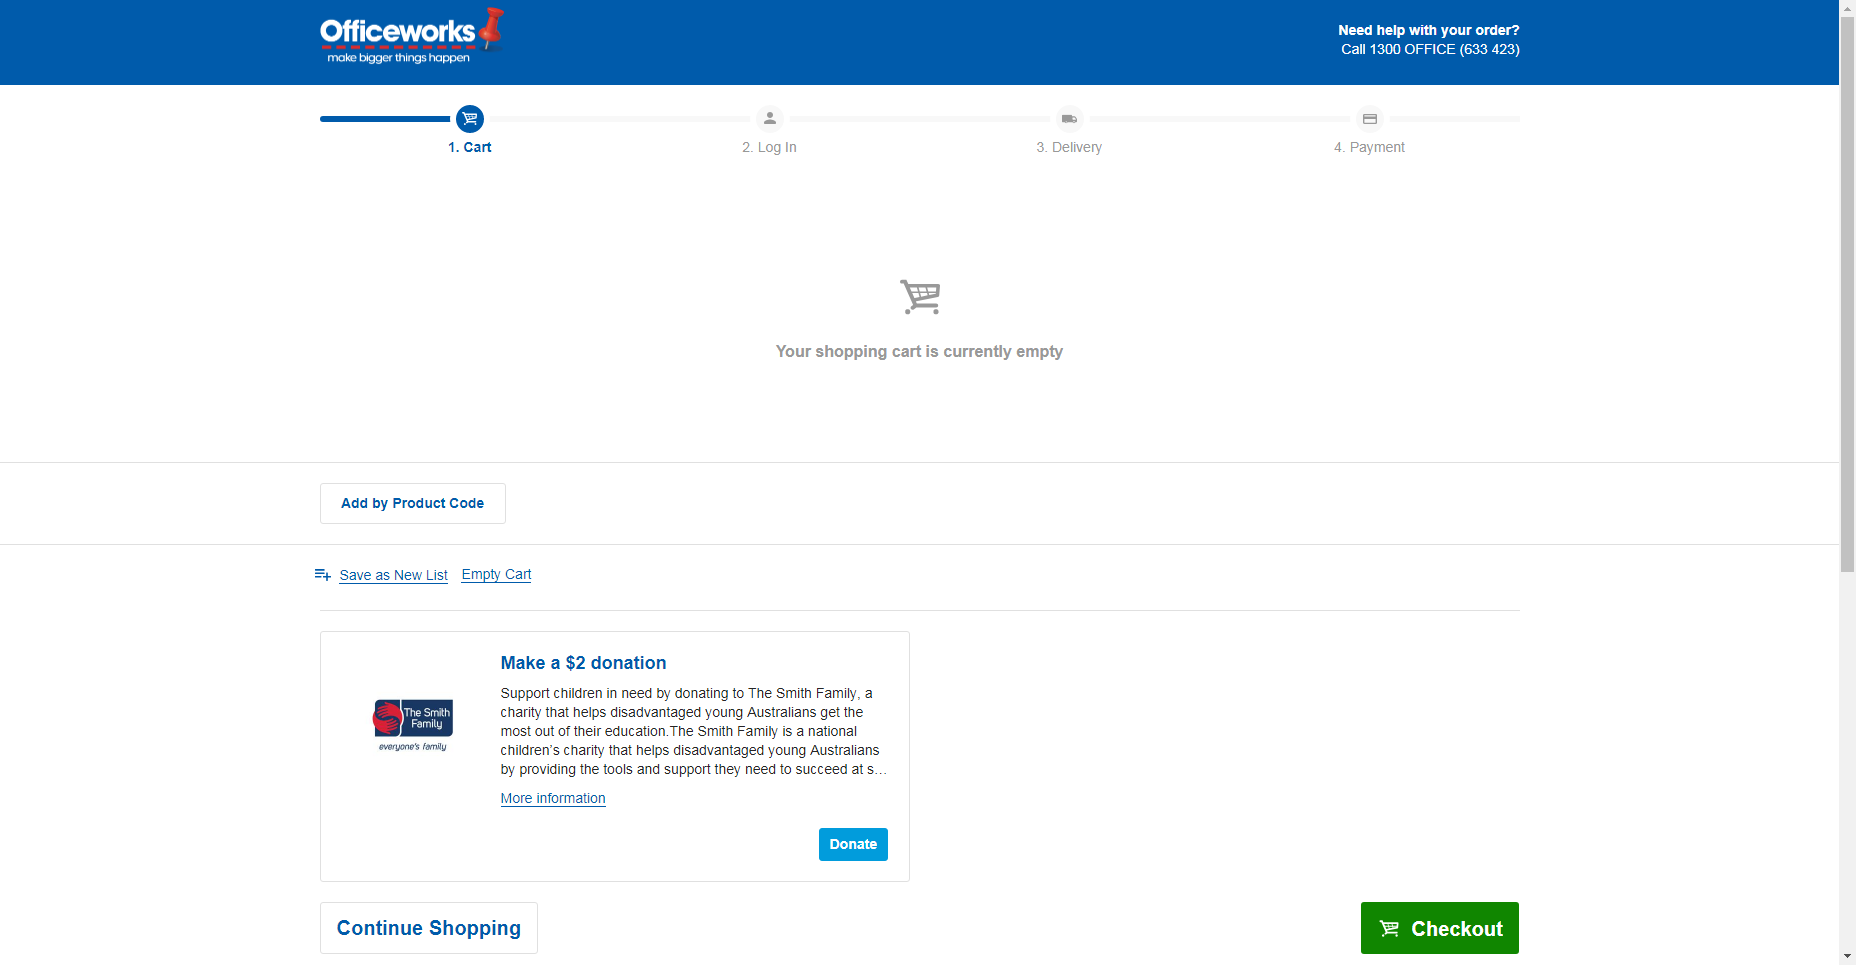 Officeworks
make bigger things happen
Need help with your order?
Call 1300 OFFICE (633 423)
1. Cart
2. Log In
3. Delivery
4. Payment
Your shopping cart is currently empty
Add by Product Code
Save as New List
Empty Cart
The Smith
Family
everyone's family
Make a $2 donation
Support children in need by donating to The Smith Family, a
charity that helps disadvantaged young Australians get the
most out of their education.The Smith Family is a national
children's charity that helps disadvantaged young Australians
by providing the tools and support they need to succeed at s...
More information
Donate
Continue Shopping
Checkout